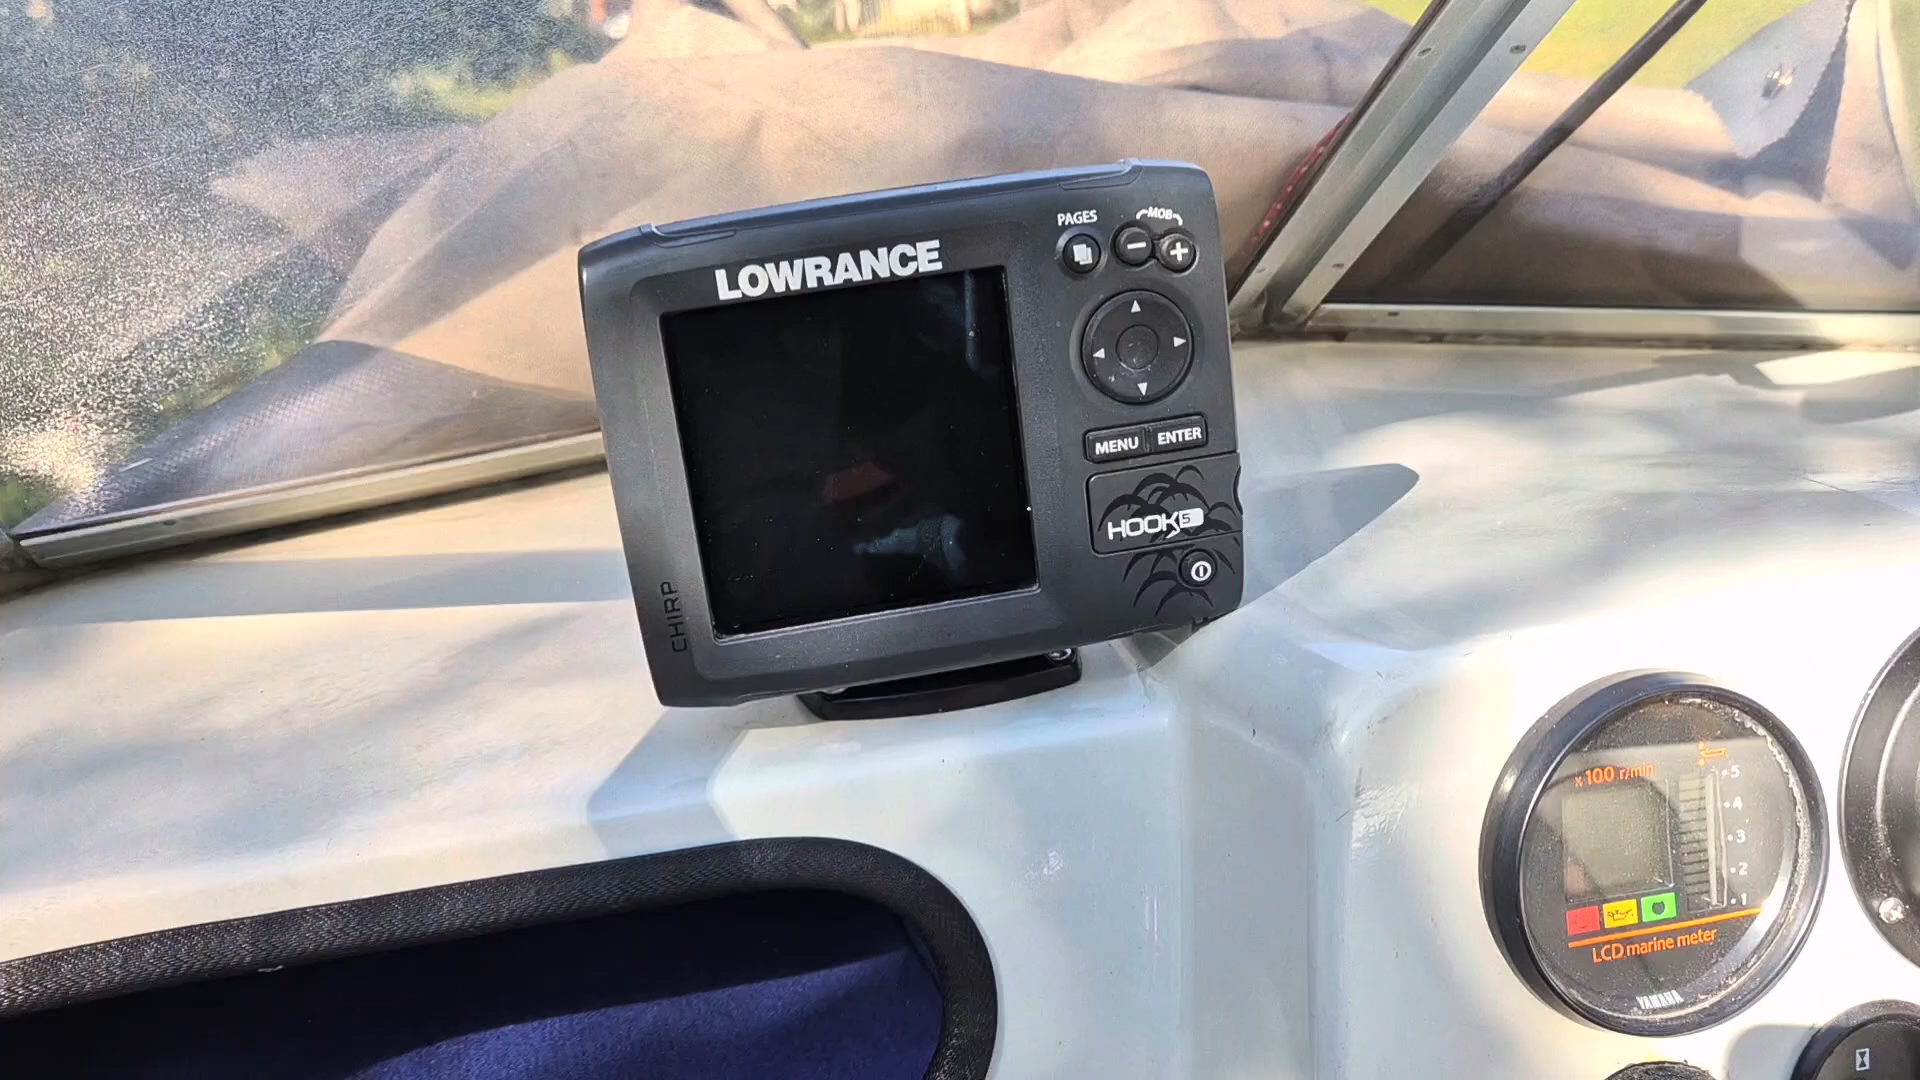 PAGES
MOB
LOWRANCE
MENU
ENTER
HOOK5
CHIRP
x100 r/min
5
4
3
2
1
LCD marine meter
YAMAHA